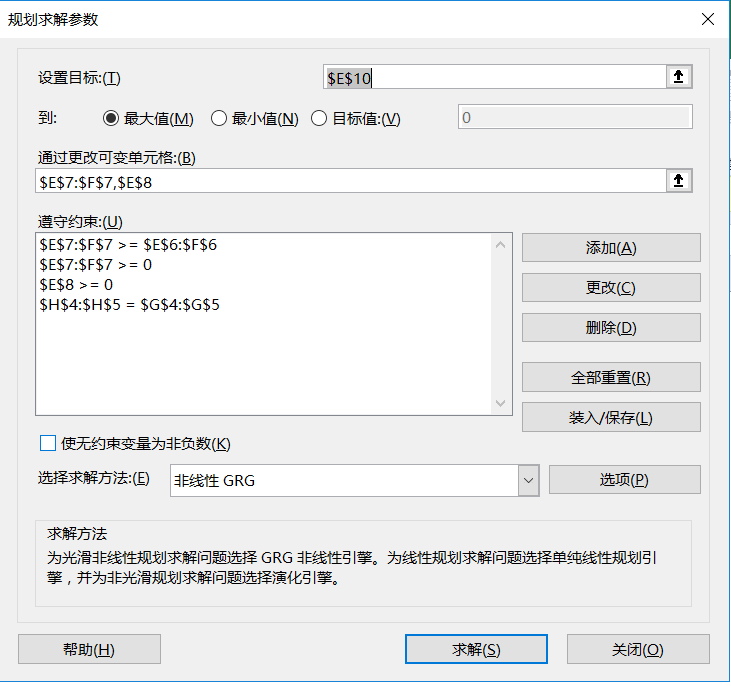 规划求解参数
设置目标:(T)
$E$10
到:
最大值(M)
最小值(N)
目标值:(V)
0
通过更改可变单元格:(B)
$E$7:$F$7,$E$8
遵守约束:(U)
$E$7:$F$7 >= $E$6:$F$6
$E$7:$F$7 >= 0
$E$8 >= 0
$H$4:$H$5 = $G$4:$G$5
添加(A)
更改(C)
删除(D)
全部重置(R)
装入/保存(L)
使无约束变量为非负数(K)
选择求解方法:(E)
非线性 GRG
选项(P)
求解方法
为光滑非线性规划求解问题选择 GRG 非线性引擎。为线性规划求解问题选择单纯线性规划引
擎，并为非光滑规划求解问题选择演化引擎。
帮助(H)
求解(S)
关闭(O)